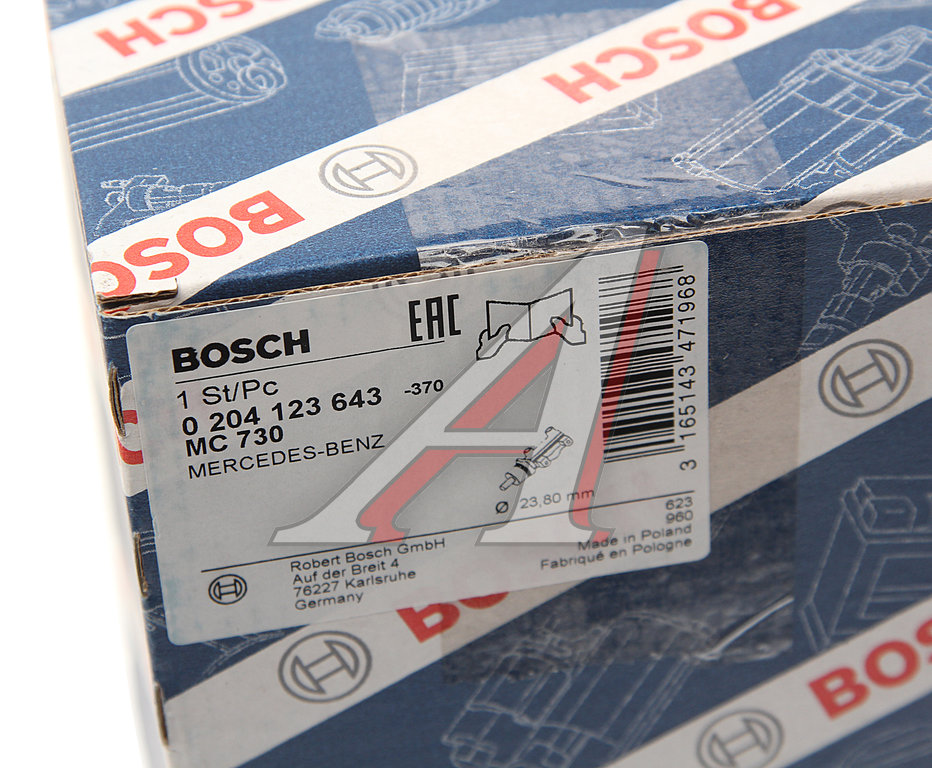 BOSCH
BOSCH
BOSCH
BOSCH
BOSCH
EAC
1 St/Pc
0 204 123 643 -370
MC 730
MERCEDES-BENZ
3 165143 471968
Ø 23,80 mm
623
960
Made in Poland
Fabriqué en Pologne
Robert Bosch GmbH
Auf der Breit 4
76227 Karlsruhe
Germany
BOS